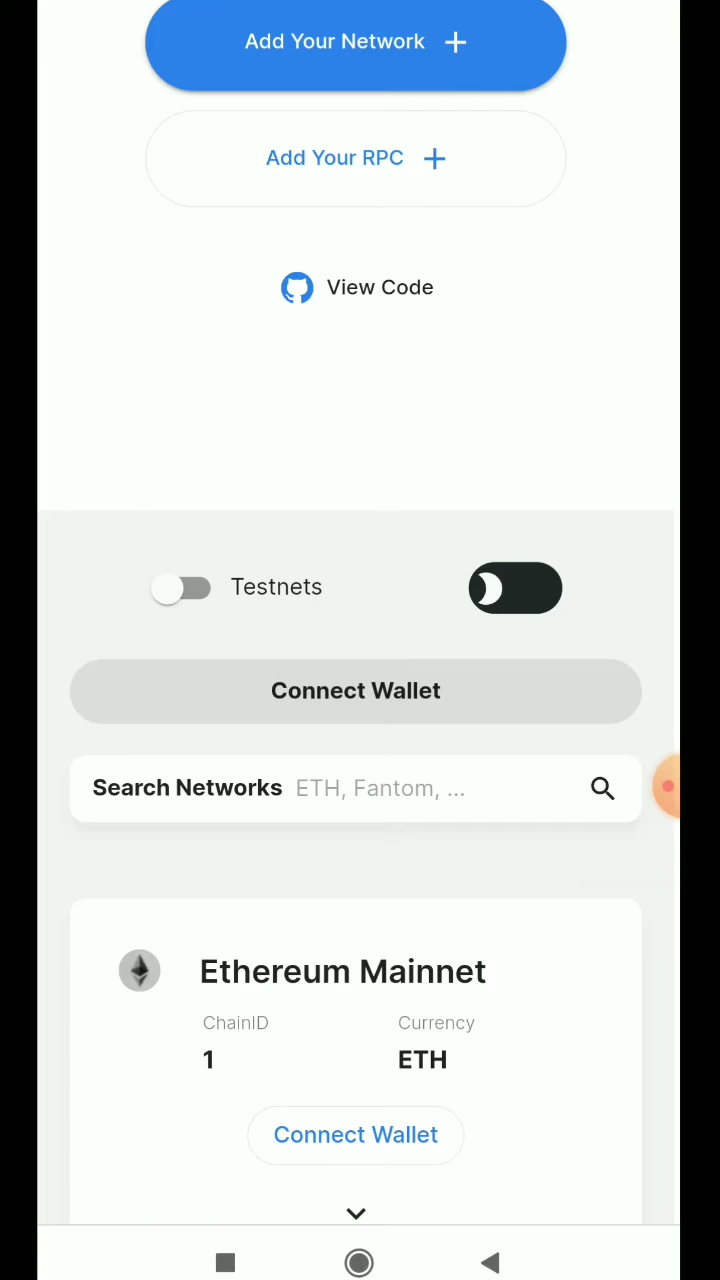 Add Your Network
Add Your RPC
View Code
Testnets
Connect Wallet
Search Networks ETH, Fantom, ...
Ethereum Mainnet
ChainID Currency
1 ETH
Connect Wallet